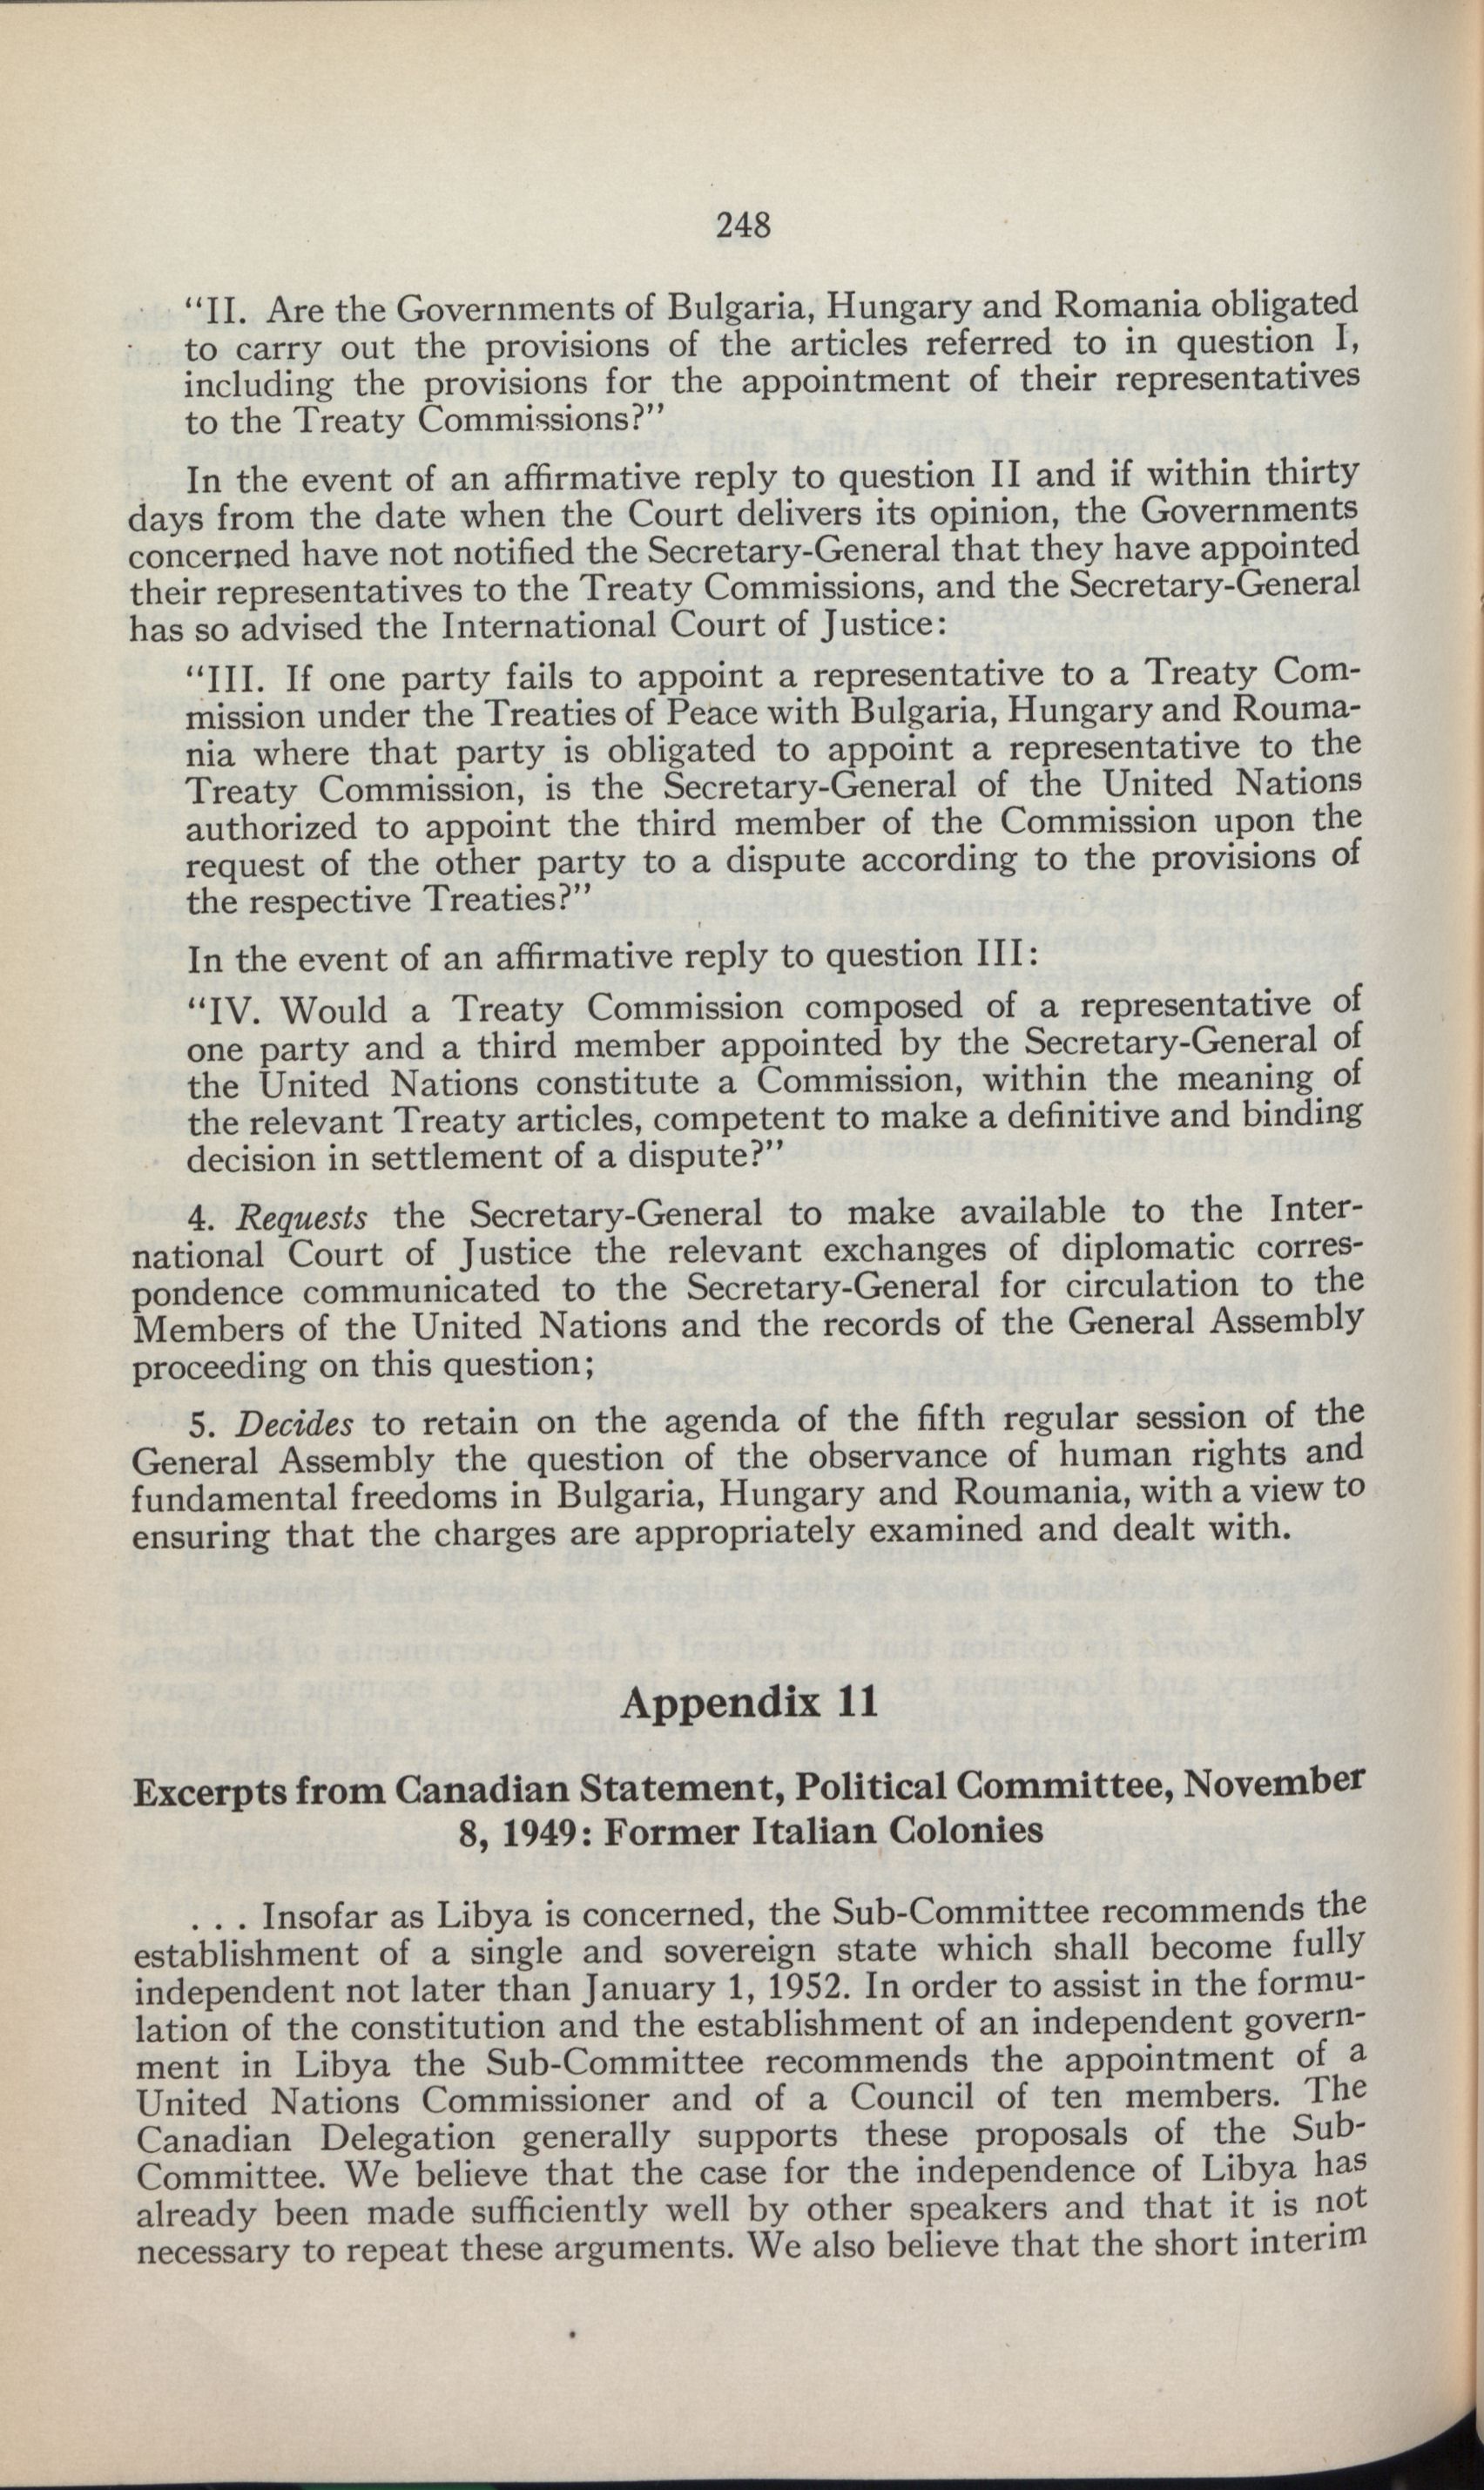 248
“II. Are the Governments of Bulgaria, Hungary and Romania obligated
to carry out the provisions of the articles referred to in question I,
including the provisions for the appointment of their representatives
to the Treaty Commissions?”
In the event of an affirmative reply to question II and if within thirty
days from the date when the Court delivers its opinion, the Governments
concerned have not notified the Secretary-General that they have appointed
their representatives to the Treaty Commissions, and the Secretary-General
has so advised the International Court of Justice:
“III. If one party fails to appoint a representative to a Treaty Com-
mission under the Treaties of Peace with Bulgaria, Hungary and Rouma-
nia where that party is obligated to appoint a representative to the
Treaty Commission, is the Secretary-General of the United Nations
authorized to appoint the third member of the Commission upon the
request of the other party to a dispute according to the provisions of
the respective Treaties?”
In the event of an affirmative reply to question III:
“IV. Would a Treaty Commission composed of a representative of
one party and a third member appointed by the Secretary-General of
the United Nations constitute a Commission, within the meaning of
the relevant Treaty articles, competent to make a definitive and binding
decision in settlement of a dispute?”
4. Requests the Secretary-General to make available to the Inter-
national Court of Justice the relevant exchanges of diplomatic corres-
pondence communicated to the Secretary-General for circulation to the
Members of the United Nations and the records of the General Assembly
proceeding on this question;
5. Decides to retain on the agenda of the fifth regular session of the
General Assembly the question of the observance of human rights and
fundamental freedoms in Bulgaria, Hungary and Roumania, with a view to
ensuring that the charges are appropriately examined and dealt with.
Appendix 11
Excerpts from Canadian Statement, Political Committee, November
8, 1949: Former Italian Colonies
. . . Insofar as Libya is concerned, the Sub-Committee recommends the
establishment of a single and sovereign state which shall become fully
independent not later than January 1, 1952. In order to assist in the formu-
lation of the constitution and the establishment of an independent govern-
ment in Libya the Sub-Committee recommends the appointment of a
United Nations Commissioner and of a Council of ten members. The
Canadian Delegation generally supports these proposals of the Sub-
Committee. We believe that the case for the independence of Libya has
already been made sufficiently well by other speakers and that it is not
necessary to repeat these arguments. We also believe that the short interim